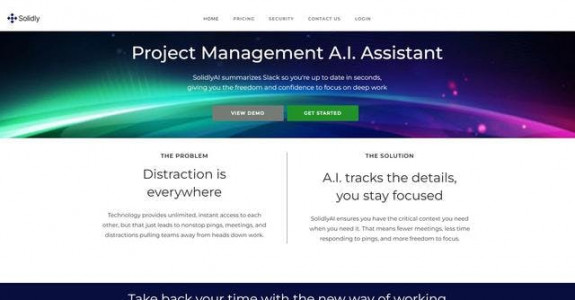 Solidly
HOME PRICING SECURITY CONTACT US LOGIN
Project Management A.I. Assistant
SolidlyAI summarizes Slack so you're up to date in seconds,
giving you the freedom and confidence to focus on deep work
VIEW DEMO GET STARTED
THE PROBLEM
Distraction is
everywhere
Technology provides unlimited, instant access to each
other, but that just leads to nonstop pings, meetings, and
distractions pulling teams away from heads down work.
THE SOLUTION
A.I. tracks the details,
you stay focused
SolidlyAI ensures you have the critical context you need
when you need it. That means fewer meetings, less time
responding to pings, and more freedom to focus.
Take back your time with the new way of working